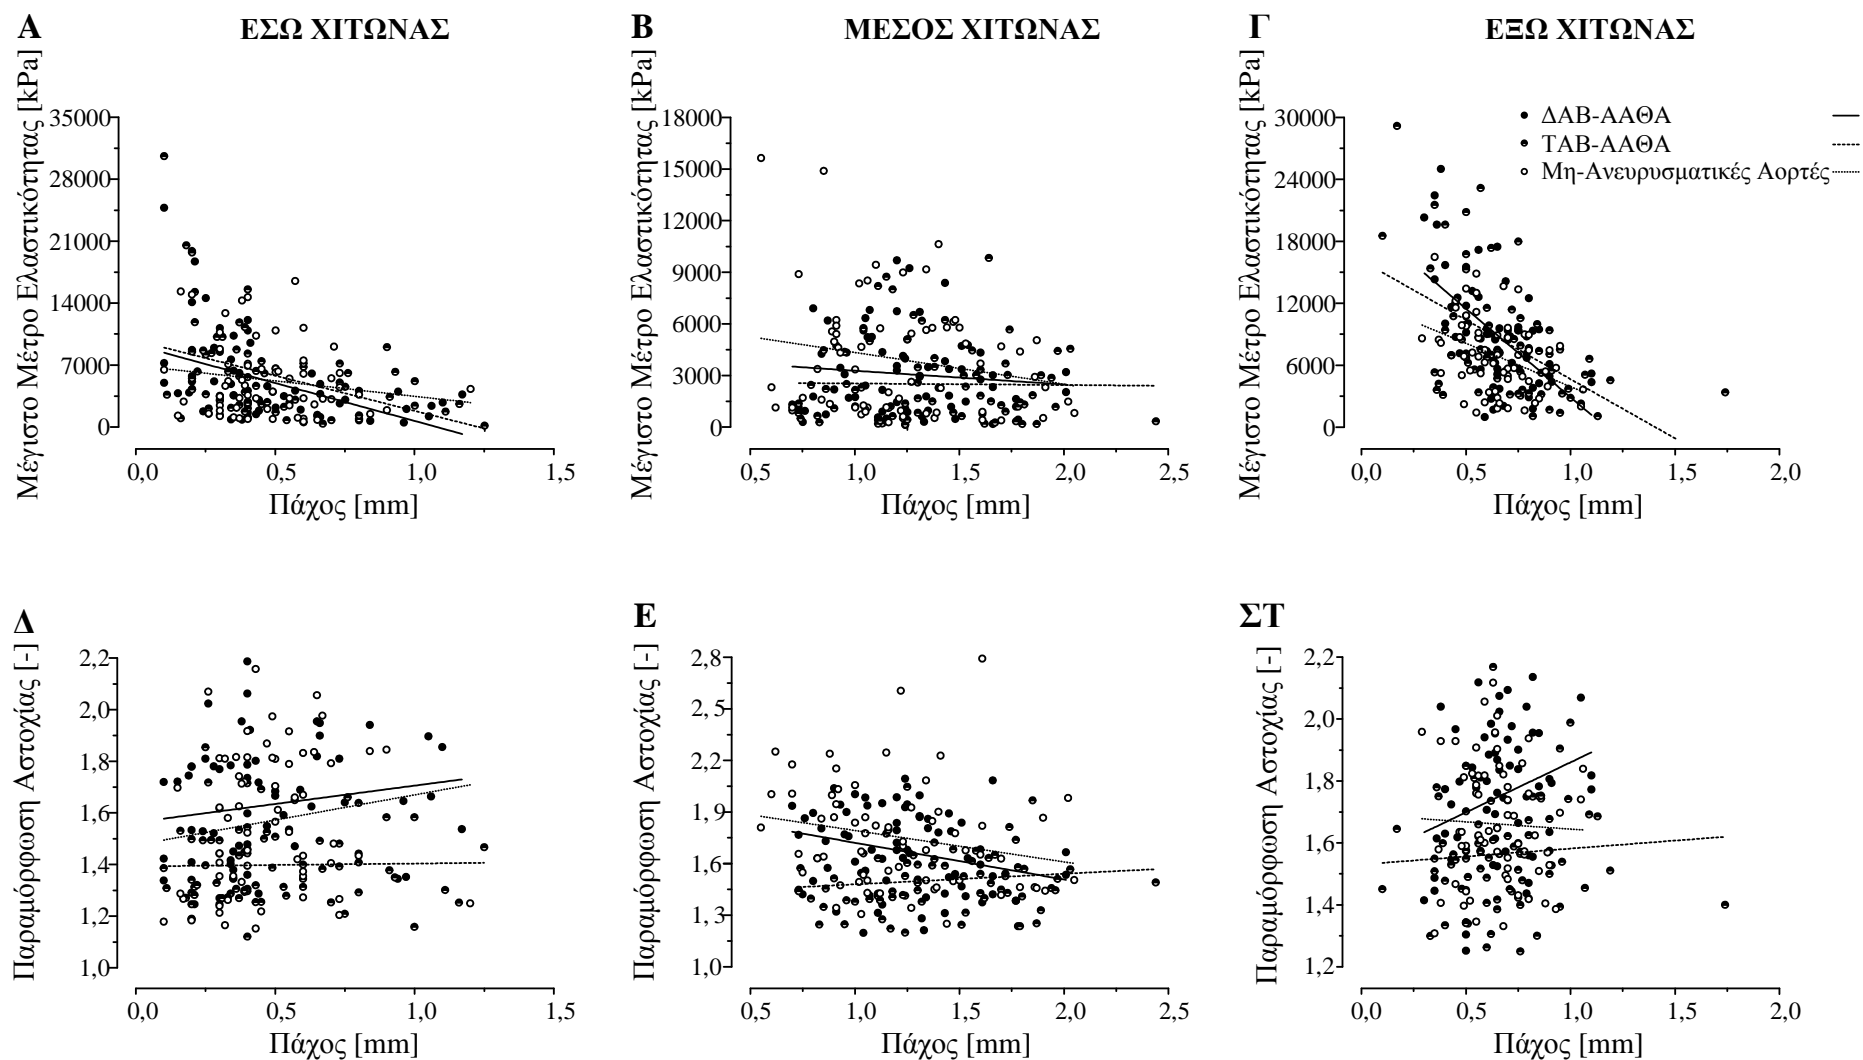 Α ΕΣΩ ΧΙΤΩΝΑΣ
Β ΜΕΣΟΣ ΧΙΤΩΝΑΣ
Γ ΕΞΩ ΧΙΤΩΝΑΣ
Μέγιστο Μέτρο Ελαστικότητας [kPa]
35000
28000
21000
14000
7000
0
0,0 0,5 1,0 1,5
Πάχος [mm]
Μέγιστο Μέτρο Ελαστικότητας [kPa]
18000
15000
12000
9000
6000
3000
0
0,5 1,0 1,5 2,0 2,5
Πάχος [mm]
Μέγιστο Μέτρο Ελαστικότητας [kPa]
30000
24000
18000
12000
6000
0
0,0 0,5 1,0 1,5 2,0
Πάχος [mm]
ΔΑΒ-ΑΑΘΑ
ΤΑΒ-ΑΑΘΑ
Μη-Ανευρυσματικές Αορτές
Δ
Παραμόρφωση Αστοχίας [-]
2,2
2,0
1,8
1,6
1,4
1,2
1,0
0,0 0,5 1,0 1,5
Πάχος [mm]
Ε
Παραμόρφωση Αστοχίας [-]
2,8
2,5
2,2
1,9
1,6
1,3
1,0
0,5 1,0 1,5 2,0 2,5
Πάχος [mm]
ΣΤ
Παραμόρφωση Αστοχίας [-]
2,2
2,0
1,8
1,6
1,4
1,2
0,0 0,5 1,0 1,5 2,0
Πάχος [mm]